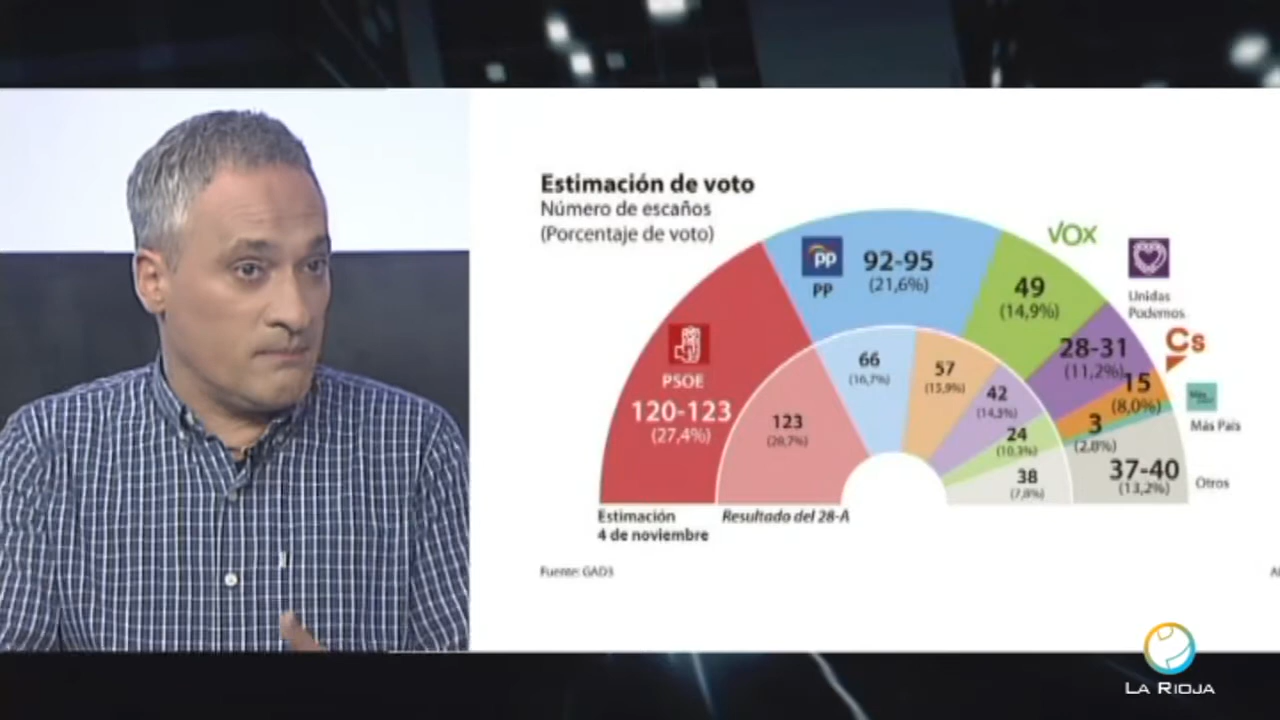 Estimación de voto
Número de escaños
(Porcentaje de voto)
PP
PP
92-95
(21,6%)
VOX
49
(14,9%)
Unidas
Podemos
28-31
(11,2%)
Cs
15
(8,0%)
Más País
3
(2,8%)
37-40
(13,2%)
Otros
PSOE
120-123
(27,4%)
123
(28,7%)
66
(16,7%)
57
(15,9%)
42
(14,3%)
24
(10,3%)
38
(7,8%)
Estimación
4 de noviembre
Resultado del 28-A
Fuente: GAD3
LA RIOJA